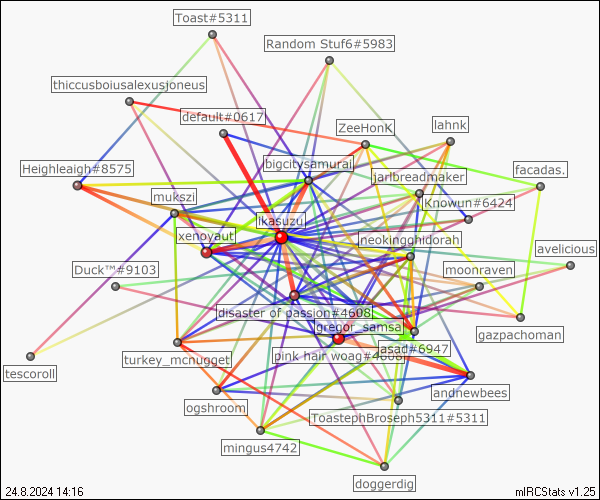 Toast#5311
Random Stuf6#5983
thiccusboiusalexusjoneus
default#0617
ZeeHonK
lahnk
bigcitysamurai
Heighleaigh#8575
jarlbreadmaker
facadas.
mukszi
Knowun#6424
ikasuzu
xenoyaut
neokinghidorah
avelicious
Duck™#9103
moonraven
disaster of passion#4608
gregor_samsa
gazpachoman
turkey_mcnugget
pink hair woag#4868
asad#6947
tescoroll
andnewbees
ogshroom
ToastephBroseph5311#5311
mingus4742
doggerdig
24.8.2024 14:16
mIRCStats v1.25